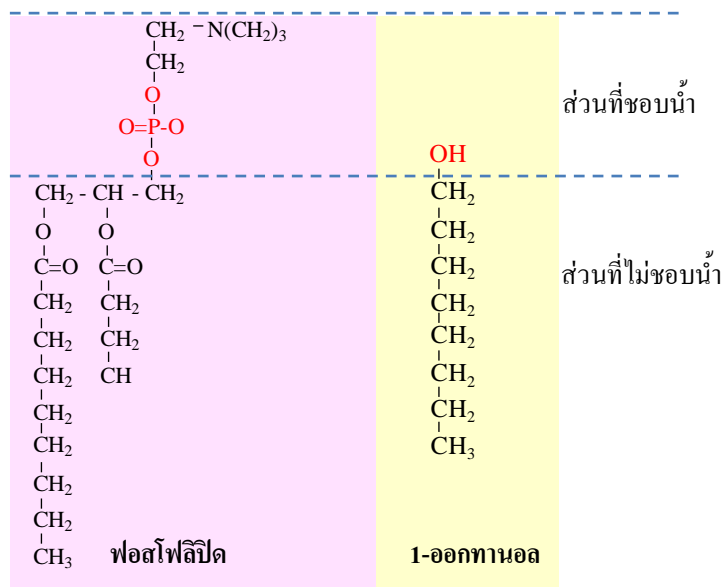 CH₂ – N(CH₂)₃
CH₂
O
O=P-O
O
CH₂ - CH - CH₂
O O
C=O C=O
CH₂ CH₂
CH₂ CH₂
CH₂ CH
CH₂
CH₂
CH₂
CH₂
CH₃
ฟอสโฟลิปิด
OH
CH₂
CH₂
CH₂
CH₂
CH₂
CH₂
CH₂
CH₃
1-ออกทานอล
ส่วนที่ชอบน้ำ
ส่วนที่ไม่ชอบน้ำ